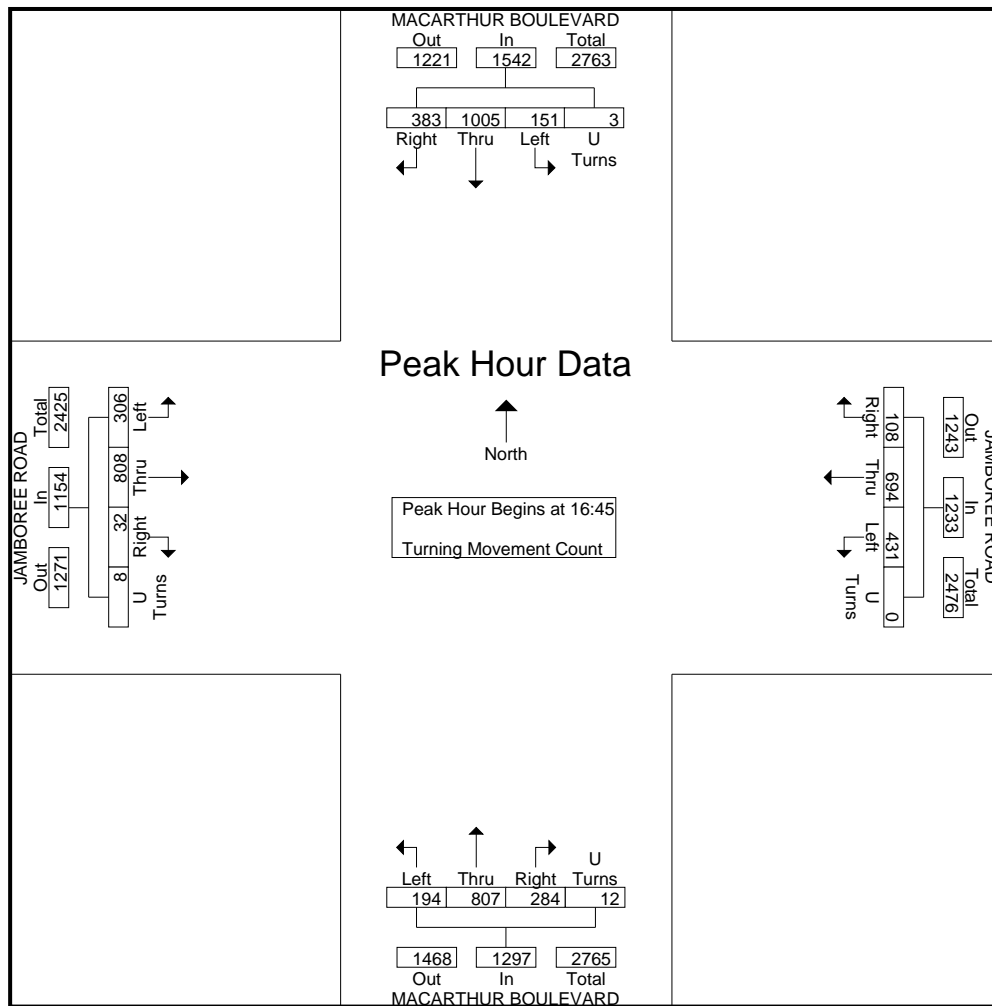 MACARTHUR BOULEVARD
Out In Total
1221 1542 2763
383 1005 151 3
Right Thru Left U
Turns
Peak Hour Data
North
Peak Hour Begins at 16:45
Turning Movement Count
JAMBOREE ROAD
Out In Total
1271 1154 2425
U
Turns Right Thru Left
8 32 808 306
JAMBOREE ROAD
Out In Total
1243 1233 2476
108 694 431 0
Right Thru Left U
Turns
U
Left Thru Right Turns
194 807 284 12
1468 1297 2765
Out In Total
MACARTHUR BOULEVARD